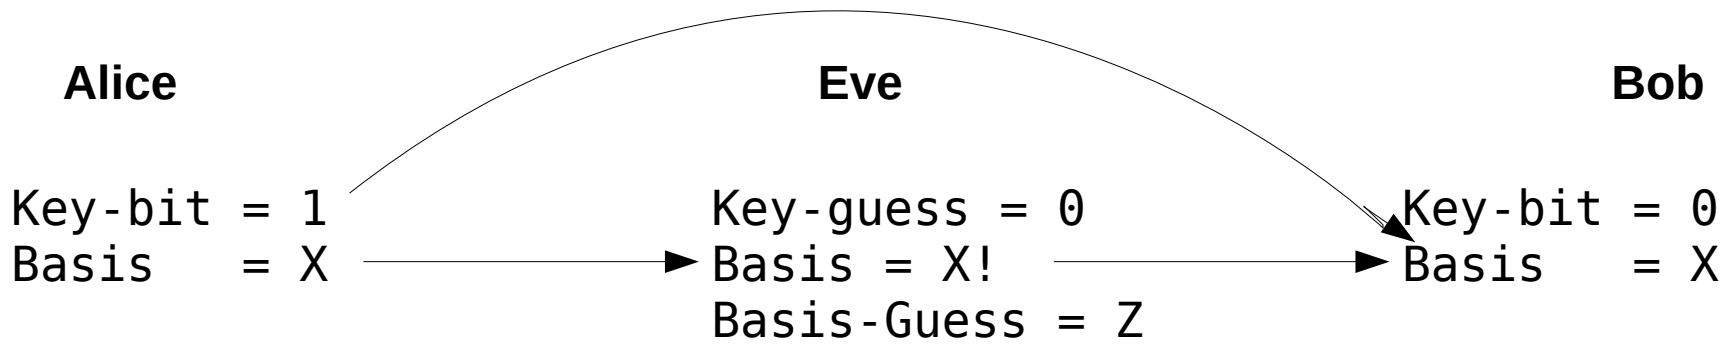 Alice Eve Bob
Key-bit = 1 Key-guess = 0 Key-bit = 0
Basis = X Basis = X! Basis = X
Basis-Guess = Z